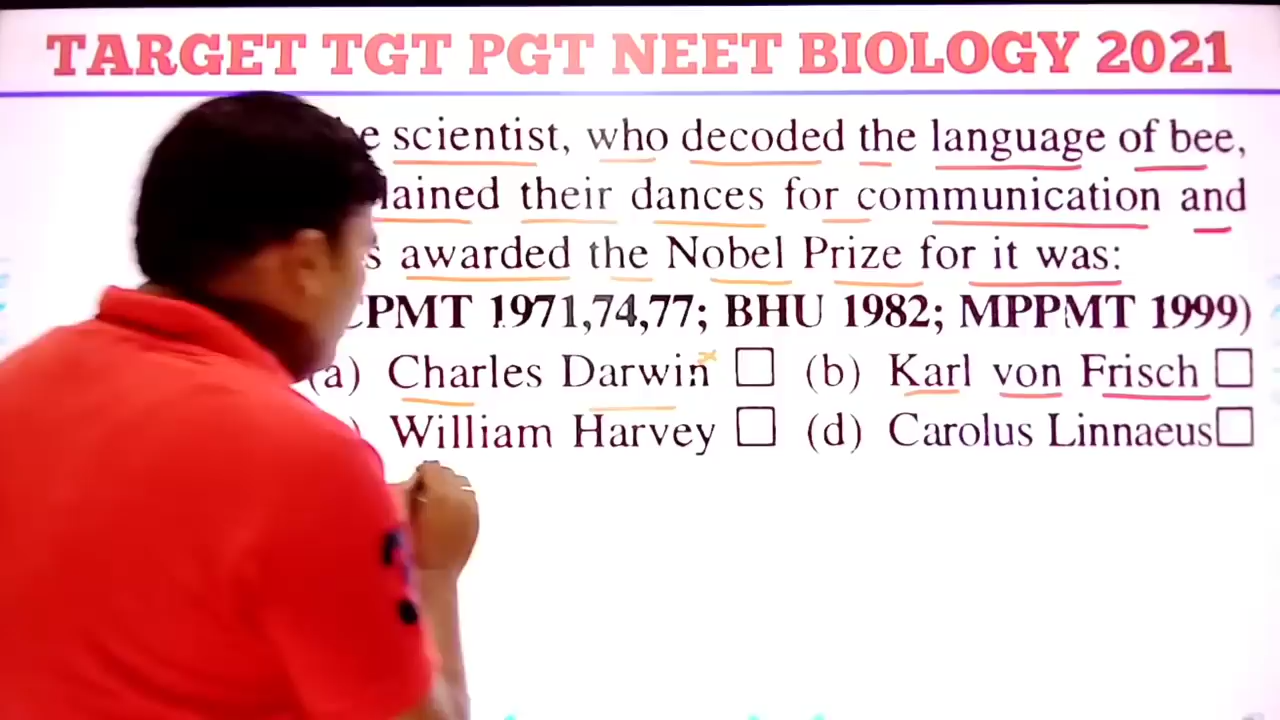 TARGET TGT PGT NEET BIOLOGY 2021
scientist, who decoded the language of bee,
their dances for communication and
awarded the Nobel Prize for it was:
1971,74,77; BHU 1982; MPPMT 1999)
(a) Charles Darwin (b) Karl von Frisch
William Harvey (d) Carolus Linnaeus